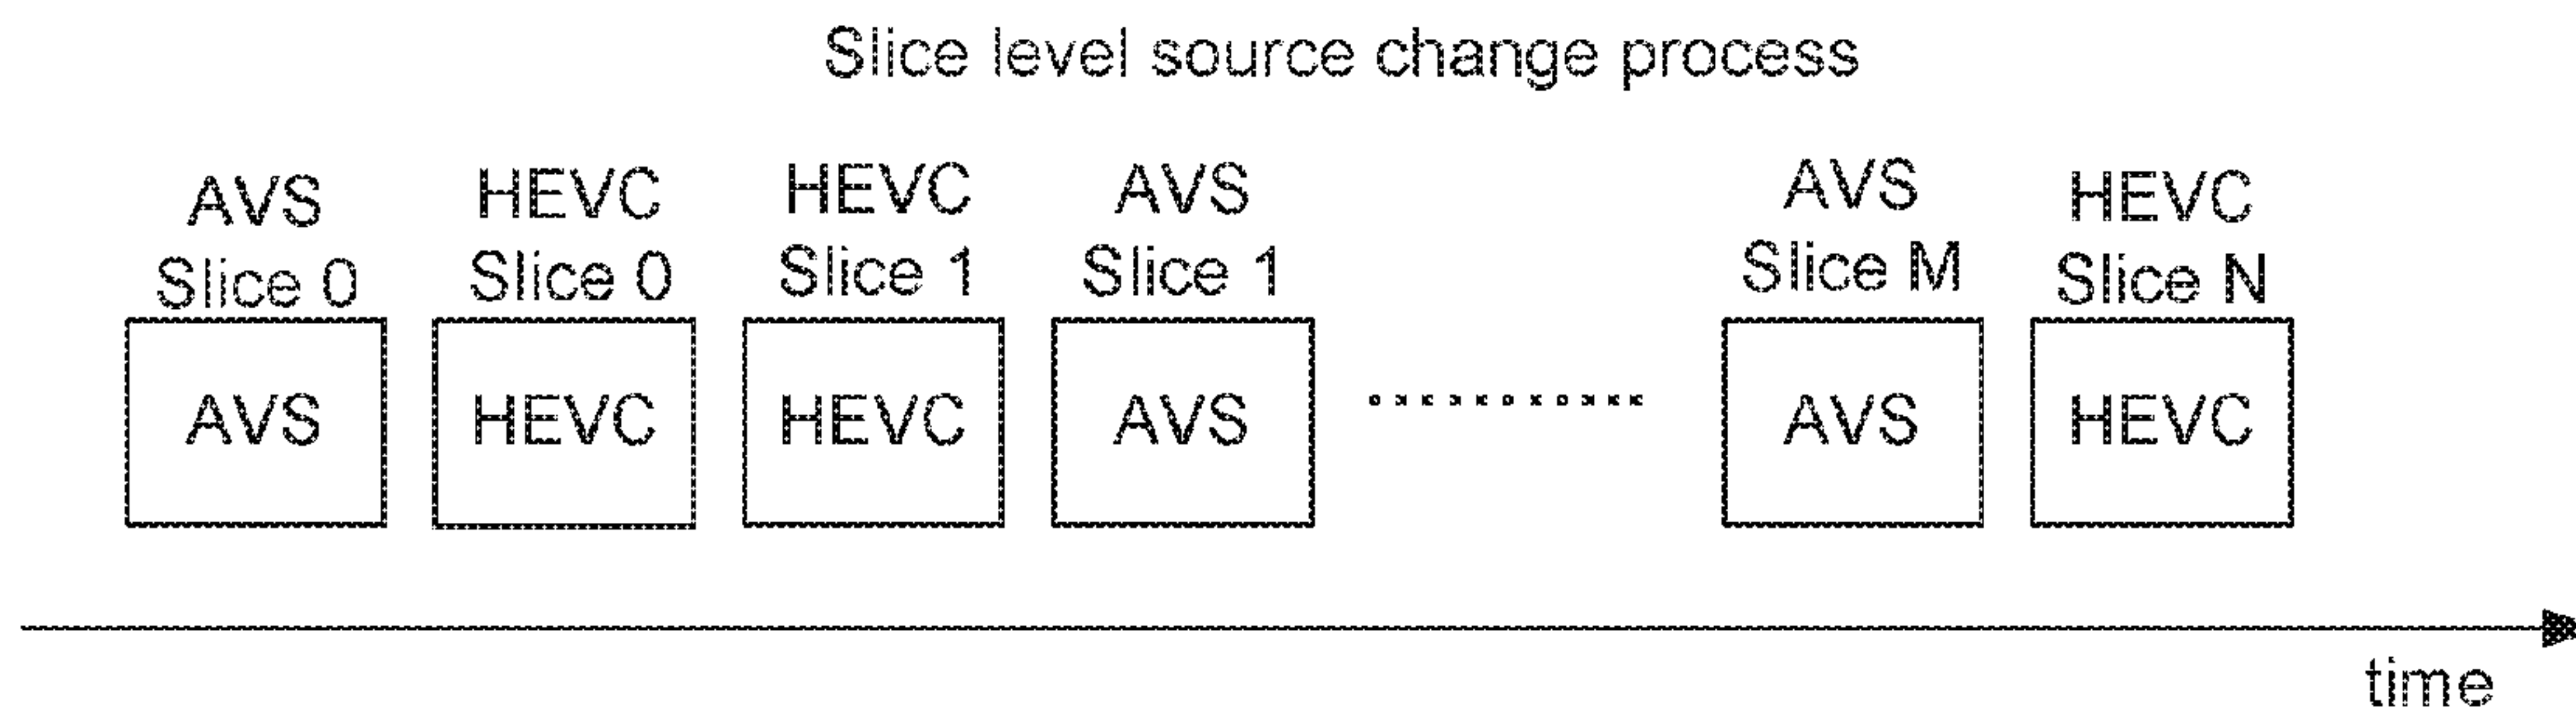 Slice level source change process
AVS HEVC HEVC AVS AVS HEVC
Slice 0 Slice 0 Slice 1 Slice 1 Slice M Slice N
AVS HEVC HEVC AVS AVS HEVC
time